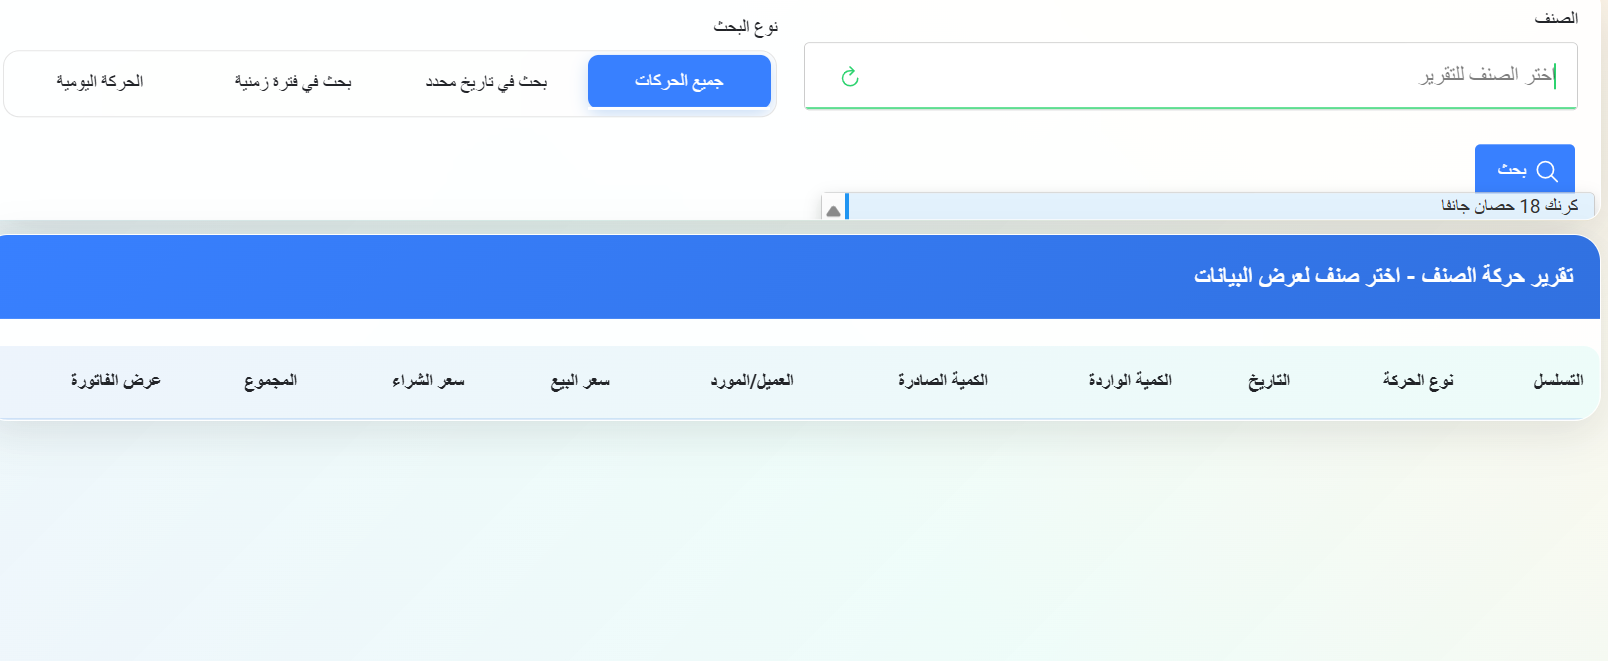 الصنف
اختر الصنف للتقرير
نوع البحث
جميع الحركات
بحث في تاريخ محدد
بحث في فترة زمنية
الحركة اليومية
بحث
كرنك 18 حصان جانفا
تقرير حركة الصنف - اختر صنف لعرض البيانات
التسلسل نوع الحركة التاريخ الكمية الواردة الكمية الصادرة العميل/المورد سعر البيع سعر الشراء المجموع عرض الفاتورة